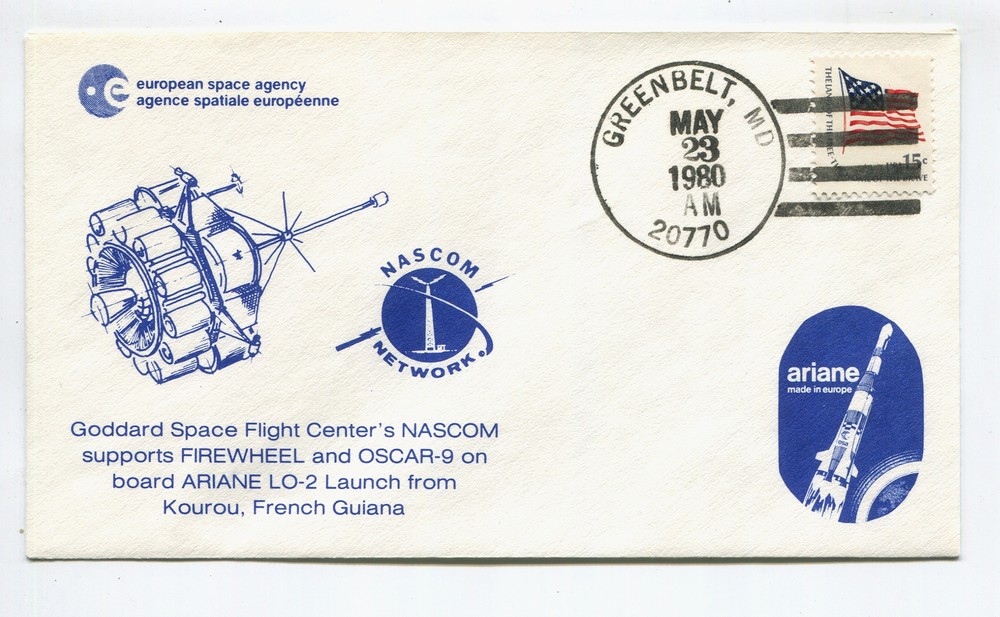 european space agency
agence spatiale européenne
GREENBELT, MD
MAY
23
1980
AM
20770
15c
NASCOM
NETWORK
ariane
made in europe
Goddard Space Flight Center's NASCOM
supports FIREWHEEL and OSCAR-9 on
board ARIANE LO-2 Launch from
Kourou, French Guiana